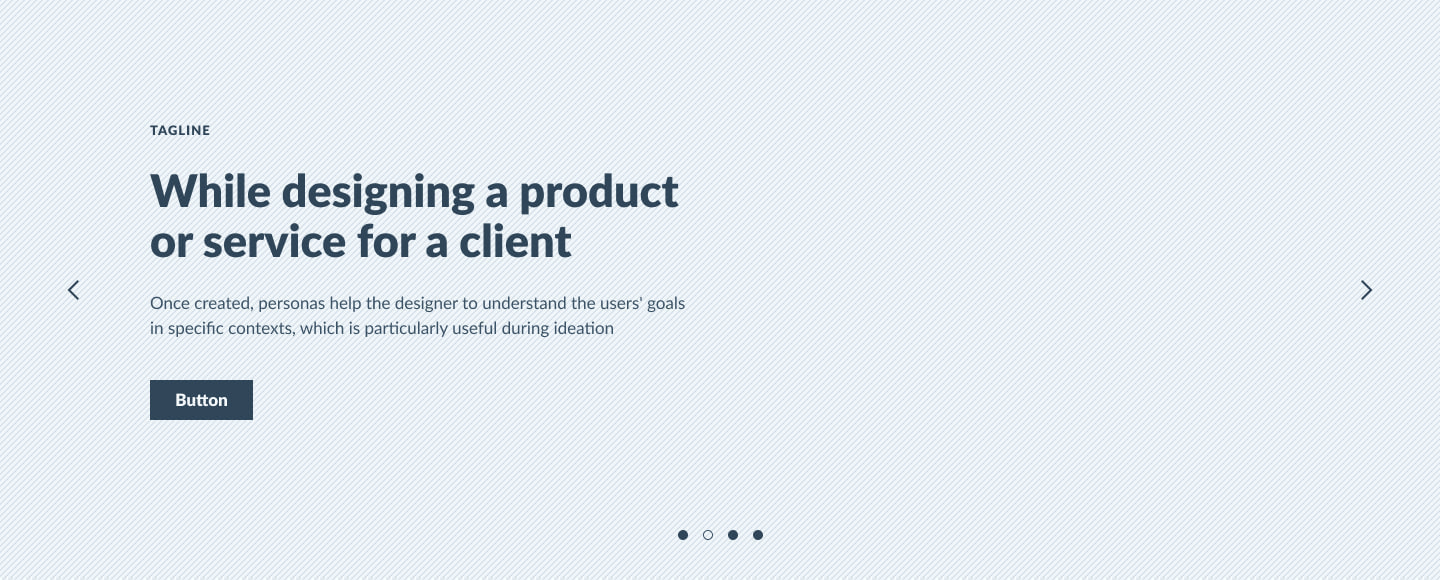 TAGLINE
While designing a product
or service for a client
Once created, personas help the designer to understand the users' goals
in specific contexts, which is particularly useful during ideation
Button